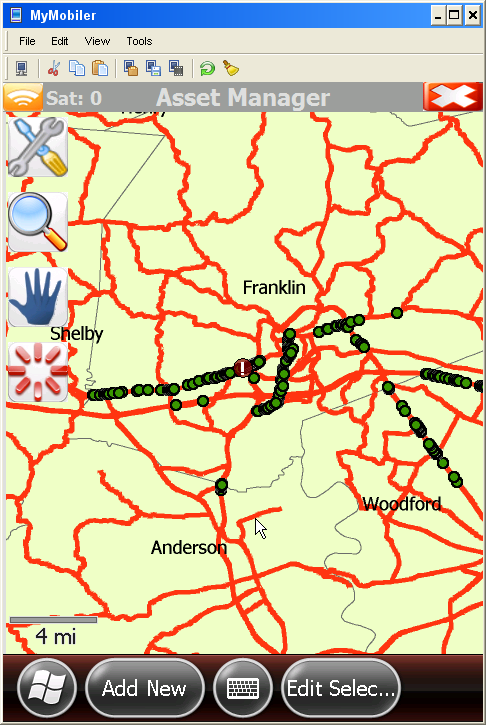 MyMobiler
File Edit View Tools
Sat: 0 Asset Manager
Franklin
Shelby
Woodford
Anderson
4 mi
Add New Edit Selec...